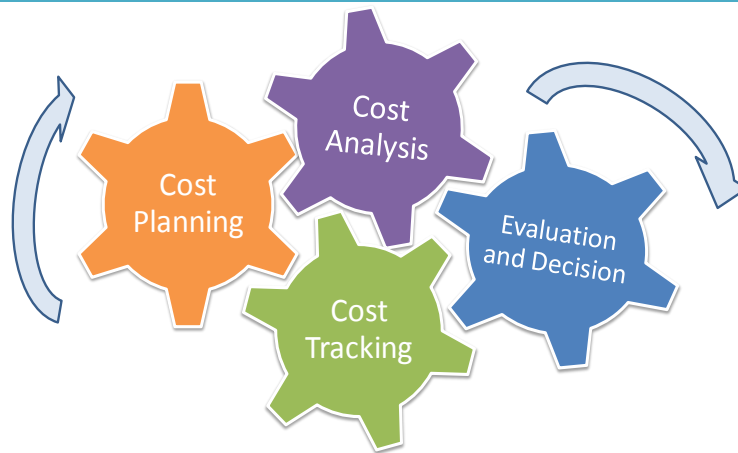 Cost
Analysis
Cost
Planning
Evaluation
and Decision
Cost
Tracking